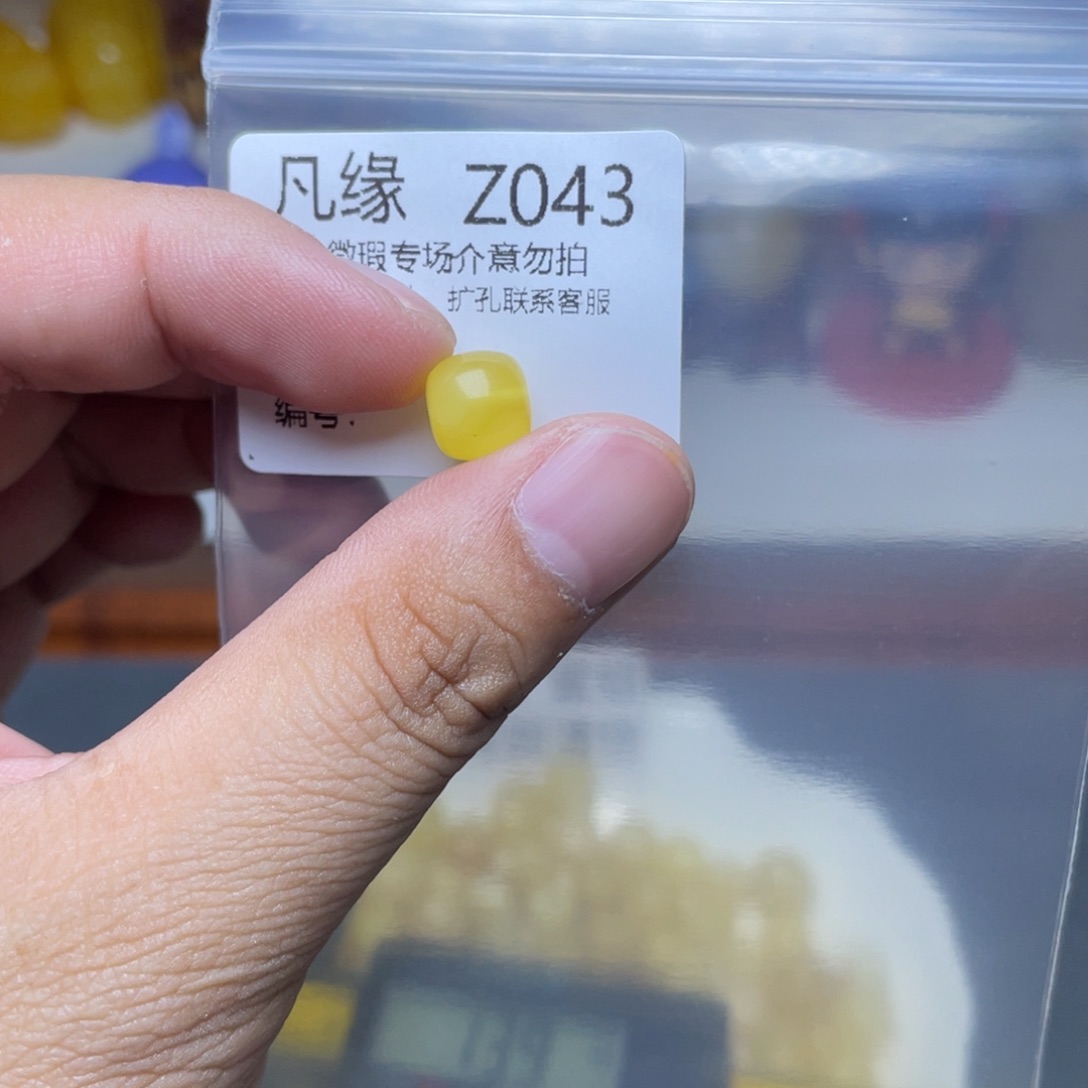 凡缘 Z043
微瑕专场介意勿拍
扩孔联系客服
编号: